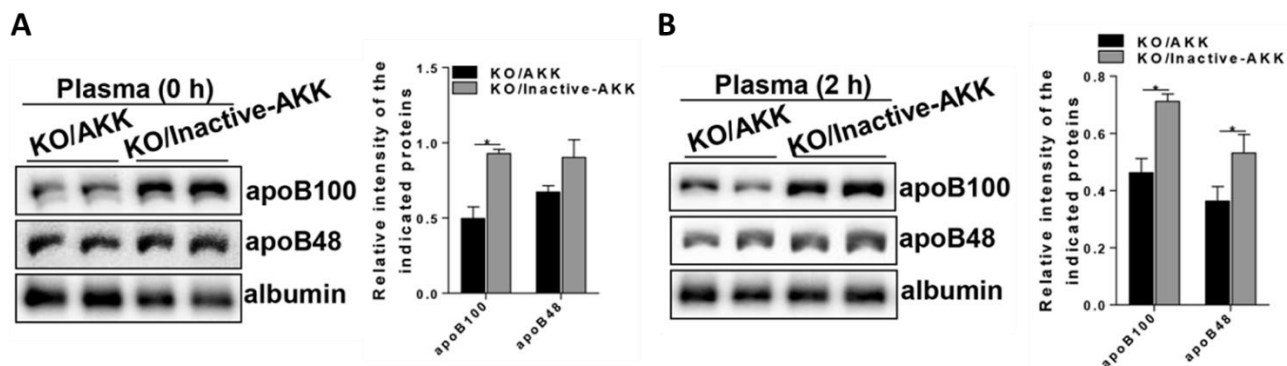 A
Plasma (0 h)
KO/AKK
KO/Inactive-AKK
apoB100
apoB48
albumin
KO/AKK
KO/Inactive-AKK
Relative intensity of the
indicated proteins
1.5
1.0
0.5
0.0
*
apoB100
apoB48
B
Plasma (2 h)
KO/AKK
KO/Inactive-AKK
apoB100
apoB48
albumin
KO/AKK
KO/Inactive-AKK
Relative intensity of the
indicated proteins
0.8
0.6
0.4
0.2
0.0
*
*
apoB100
apoB48